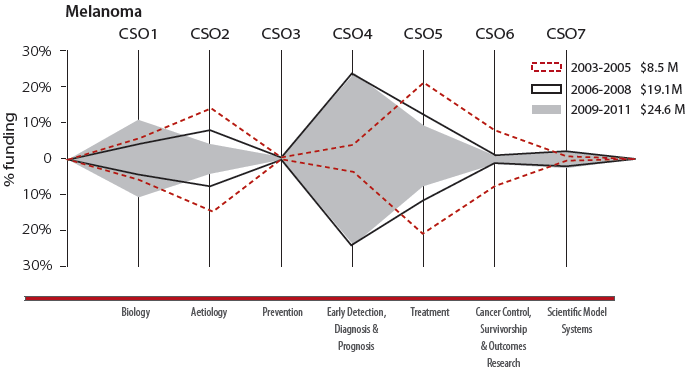 Melanoma
CSO1 CSO2 CSO3 CSO4 CSO5 CSO6 CSO7
30%
20%
10%
0
10%
20%
30%
% funding
2003-2005 $8.5 M
2006-2008 $19.1M
2009-2011 $24.6 M
Biology
Aetiology
Prevention
Early Detection,
Diagnosis &
Prognosis
Treatment
Cancer Control,
Survivorship
& Outcomes
Research
Scientific Model
Systems